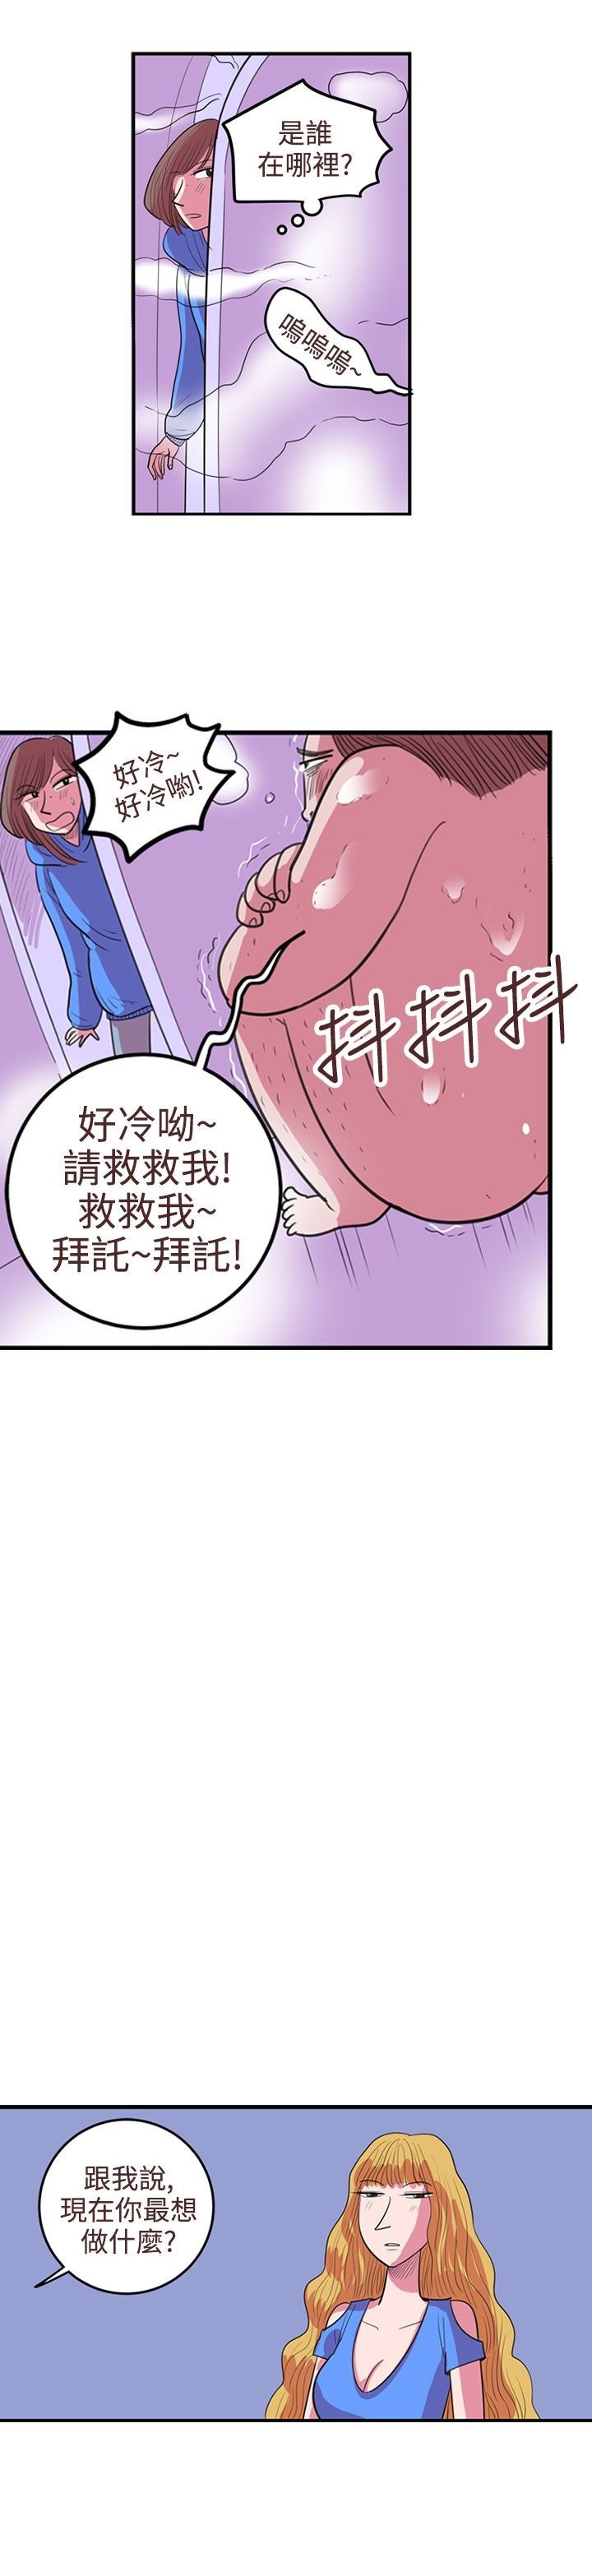 是誰
在哪裡?
嗚嗚嗚~
好冷~
好冷喲!
抖抖抖
好冷呦~
請救救我!
救救我~
拜託~拜託!
跟我說,
現在你最想
做什麼?